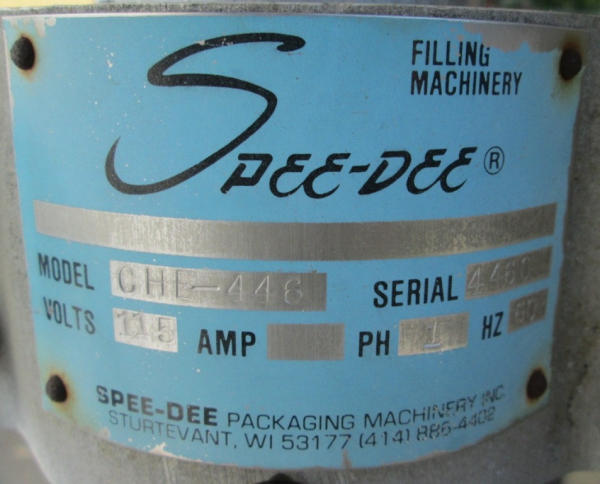 FILLING
MACHINERY
SPEE-DEE®
MODEL CHE-446 SERIAL
VOLTS 115 AMP PH 1 HZ
SPEE-DEE PACKAGING MACHINERY INC.
STURTEVANT, WI 53177 (414) 886-4402